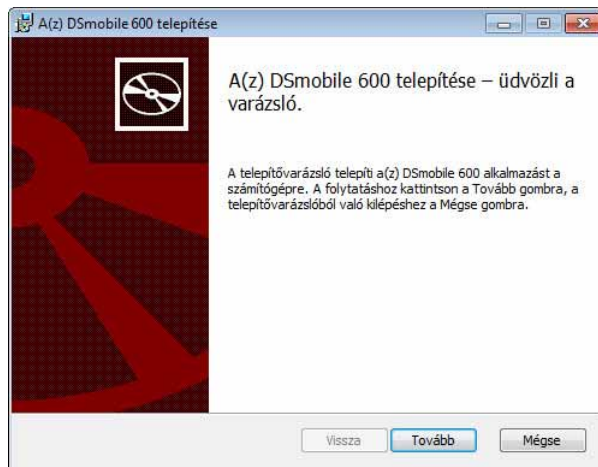 A(z) DSmobile 600 telepítése
A(z) DSmobile 600 telepítése – üdvözli a
varázsló.
A telepítővarázsló telepíti a(z) DSmobile 600 alkalmazást a
számítógépre. A folytatáshoz kattintson a Tovább gombra, a
telepítővarázslóból való kilépéshez a Mégse gombra.
Vissza Tovább Mégse